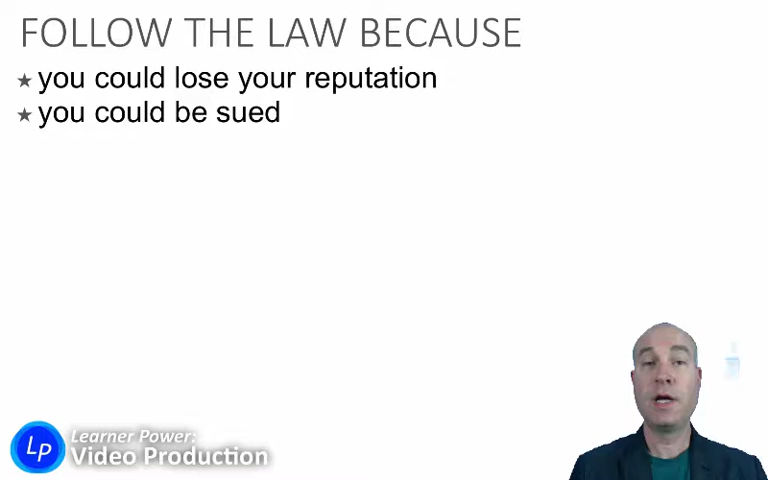 FOLLOW THE LAW BECAUSE
★ you could lose your reputation
★ you could be sued
Lp
Learner Power:
Video Production